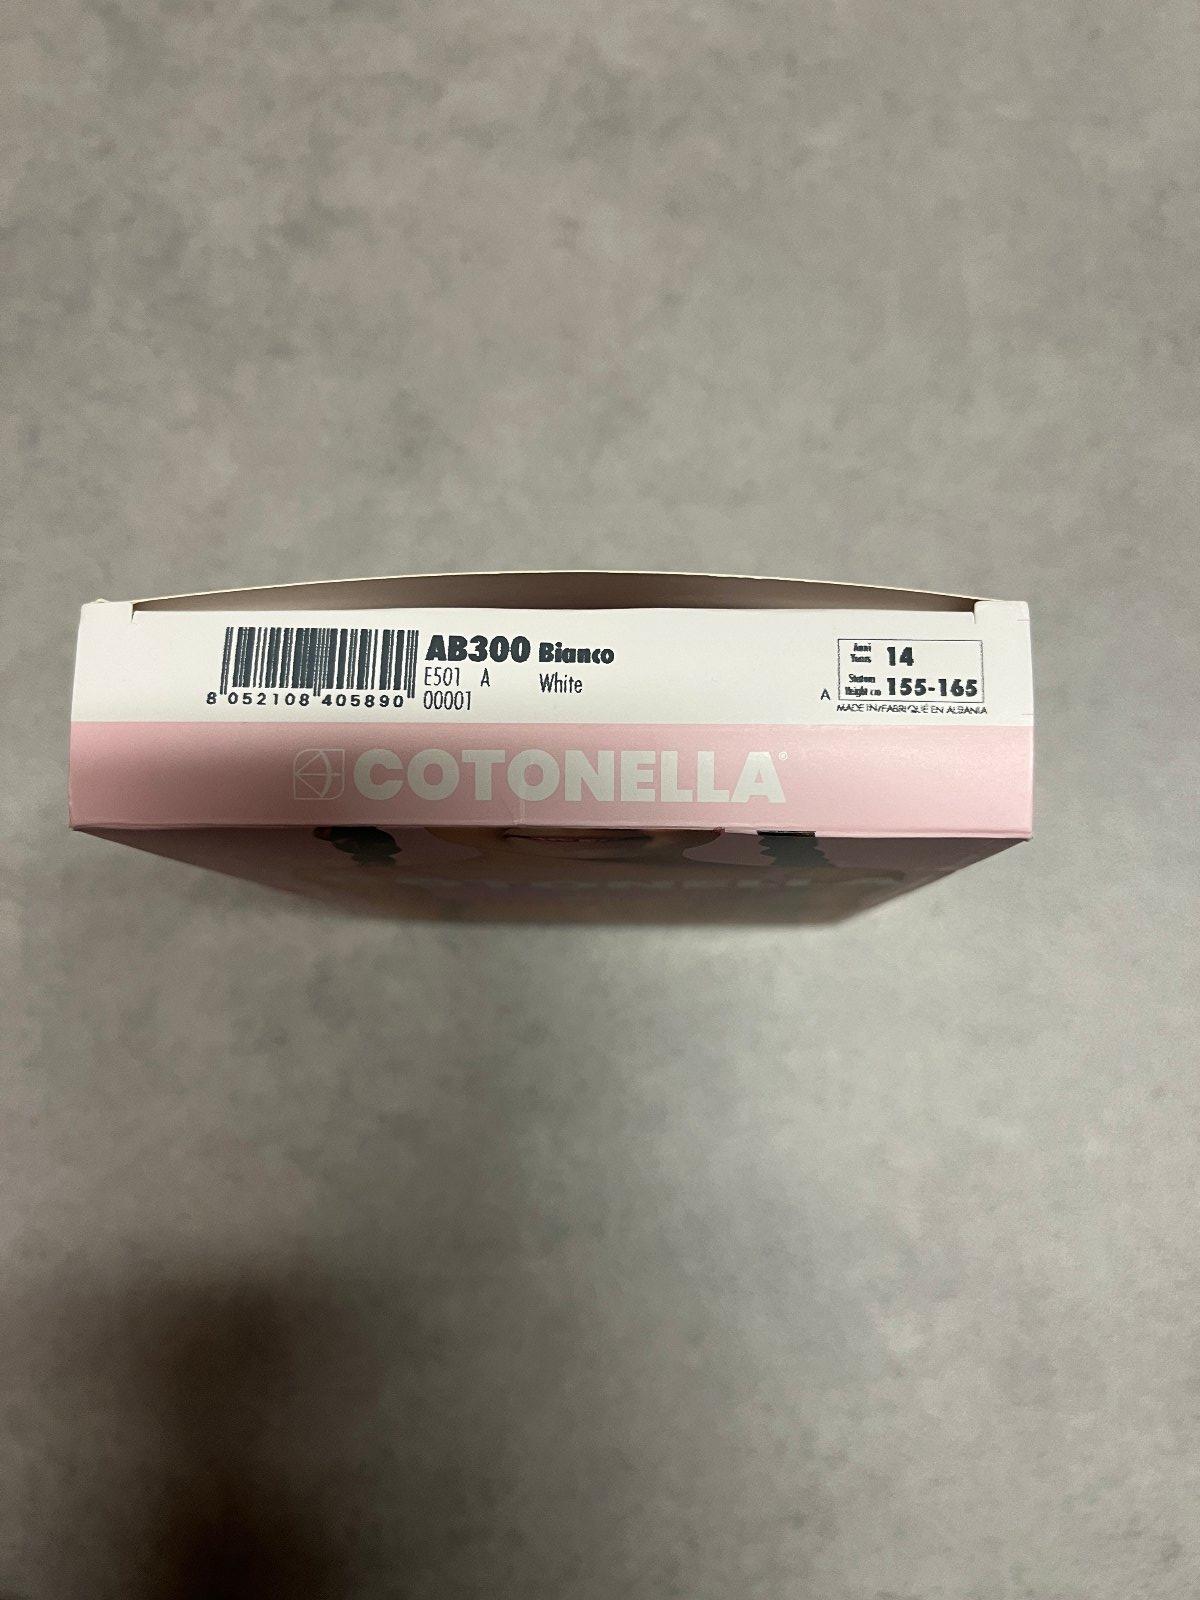 AB300 Bianco
E501 A White
00001
8 052108 405890
Anni
Years 14
Statura
Height cm 155-165
A
MADE IN/FABRIQUÉ EN ALBANIA
COTONELLA®